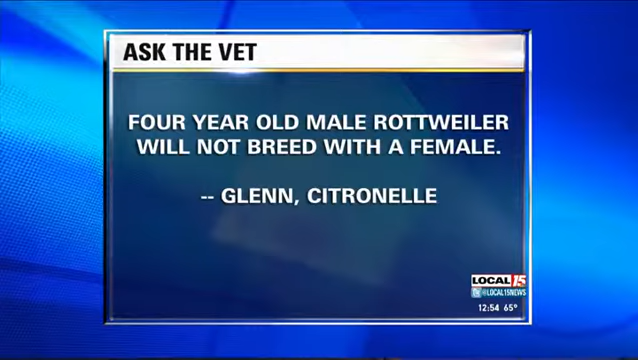 ASK THE VET
FOUR YEAR OLD MALE ROTTWEILER
WILL NOT BREED WITH A FEMALE.
-- GLENN, CITRONELLE
LOCAL 15
@LOCAL15NEWS
12:54 65°